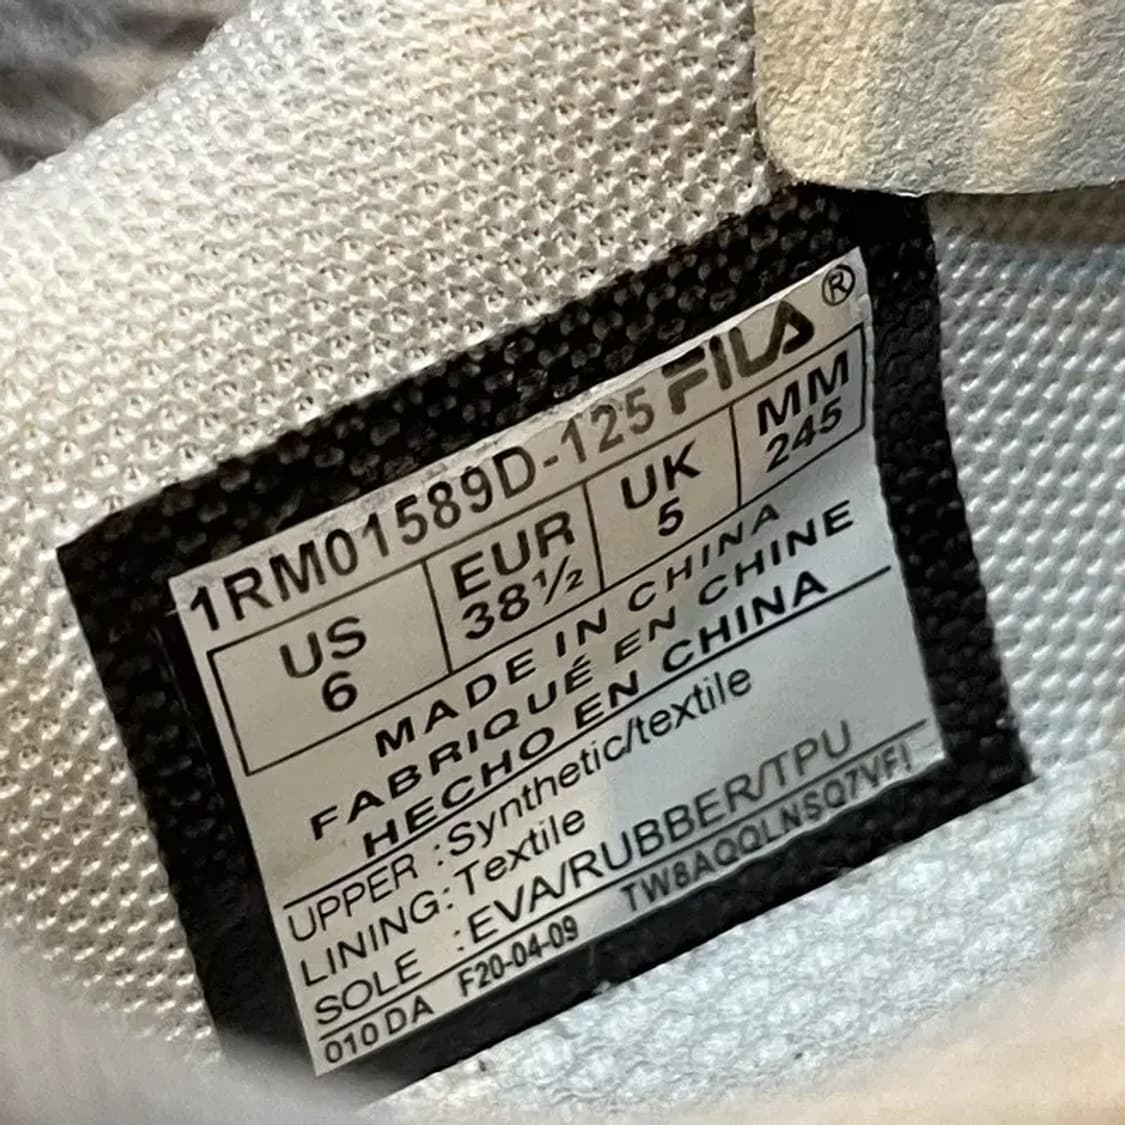 1RM01589D-125 FILA®
US EUR UK MM
6 38½ 5 245
MADE IN CHINA
FABRIQUÉ EN CHINE
HECHO EN CHINA
UPPER :Synthetic/textile
LINING:Textile
SOLE :EVA/RUBBER/TPU
010 DA F20-04-09 TW8AQQLNSQ7VFI